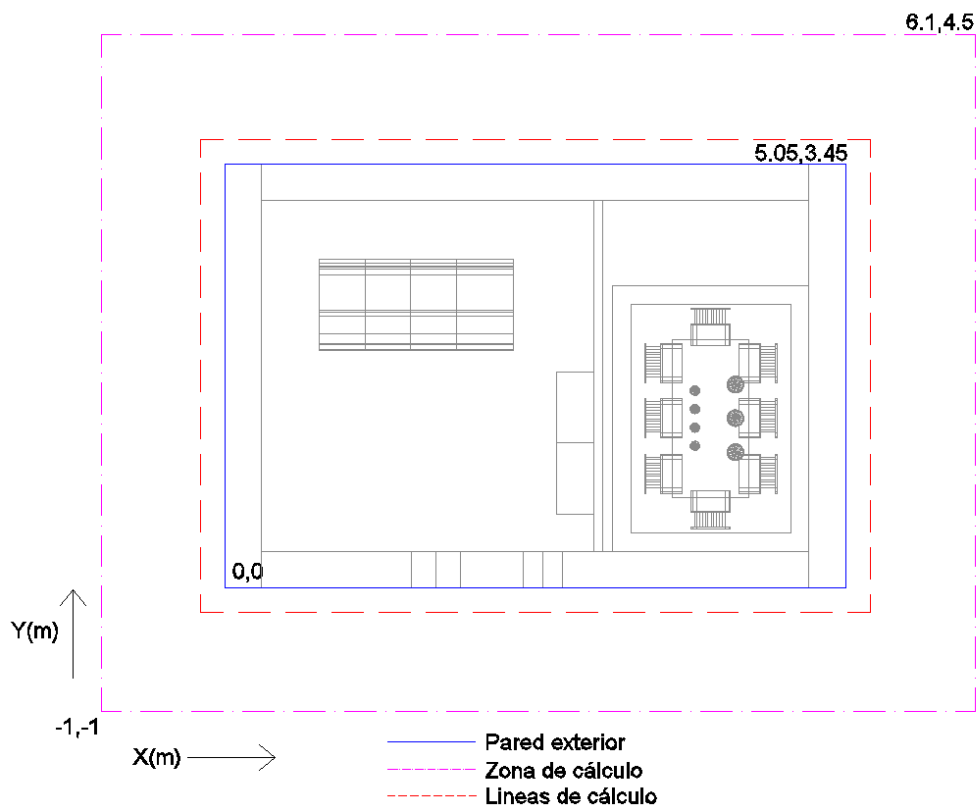 6.1,4.5
5.05,3.45
0,0
Y(m)
-1,-1
X(m)
Pared exterior
Zona de cálculo
Lineas de cálculo